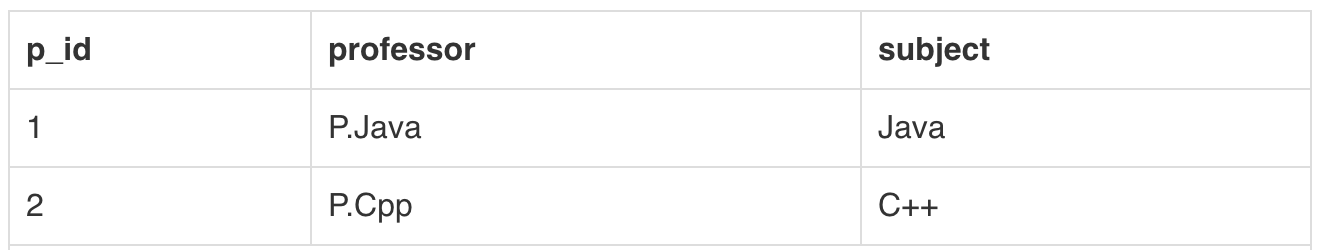 p_id professor subject
1 P.Java Java
2 P.Cpp C++